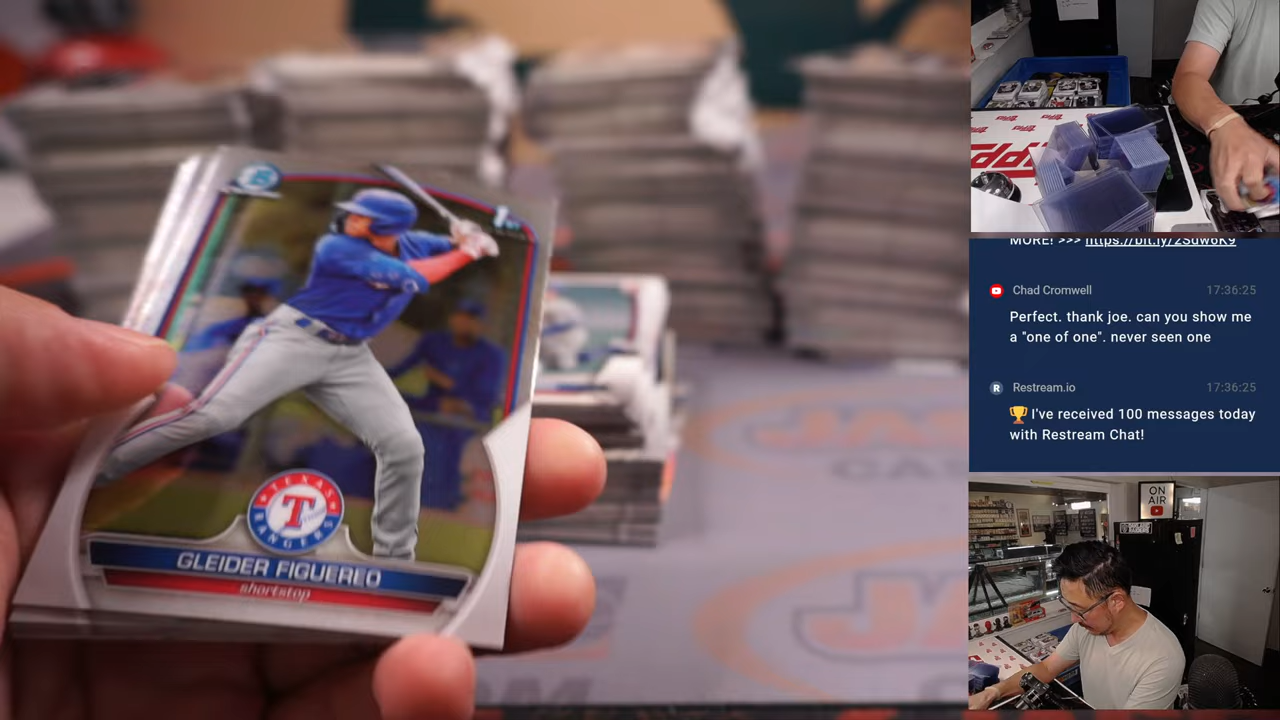 1st
TEXAS
T
RANGERS
GLEIDER FIGUEREO
shortstop
MORE! >>> https://bit.ly/2Sdw6K9
Chad Cromwell
17:36:25
Perfect. thank joe. can you show me
a "one of one". never seen one
R
Restream.io
17:36:25
🏆 I've received 100 messages today
with Restream Chat!
ON
AIR